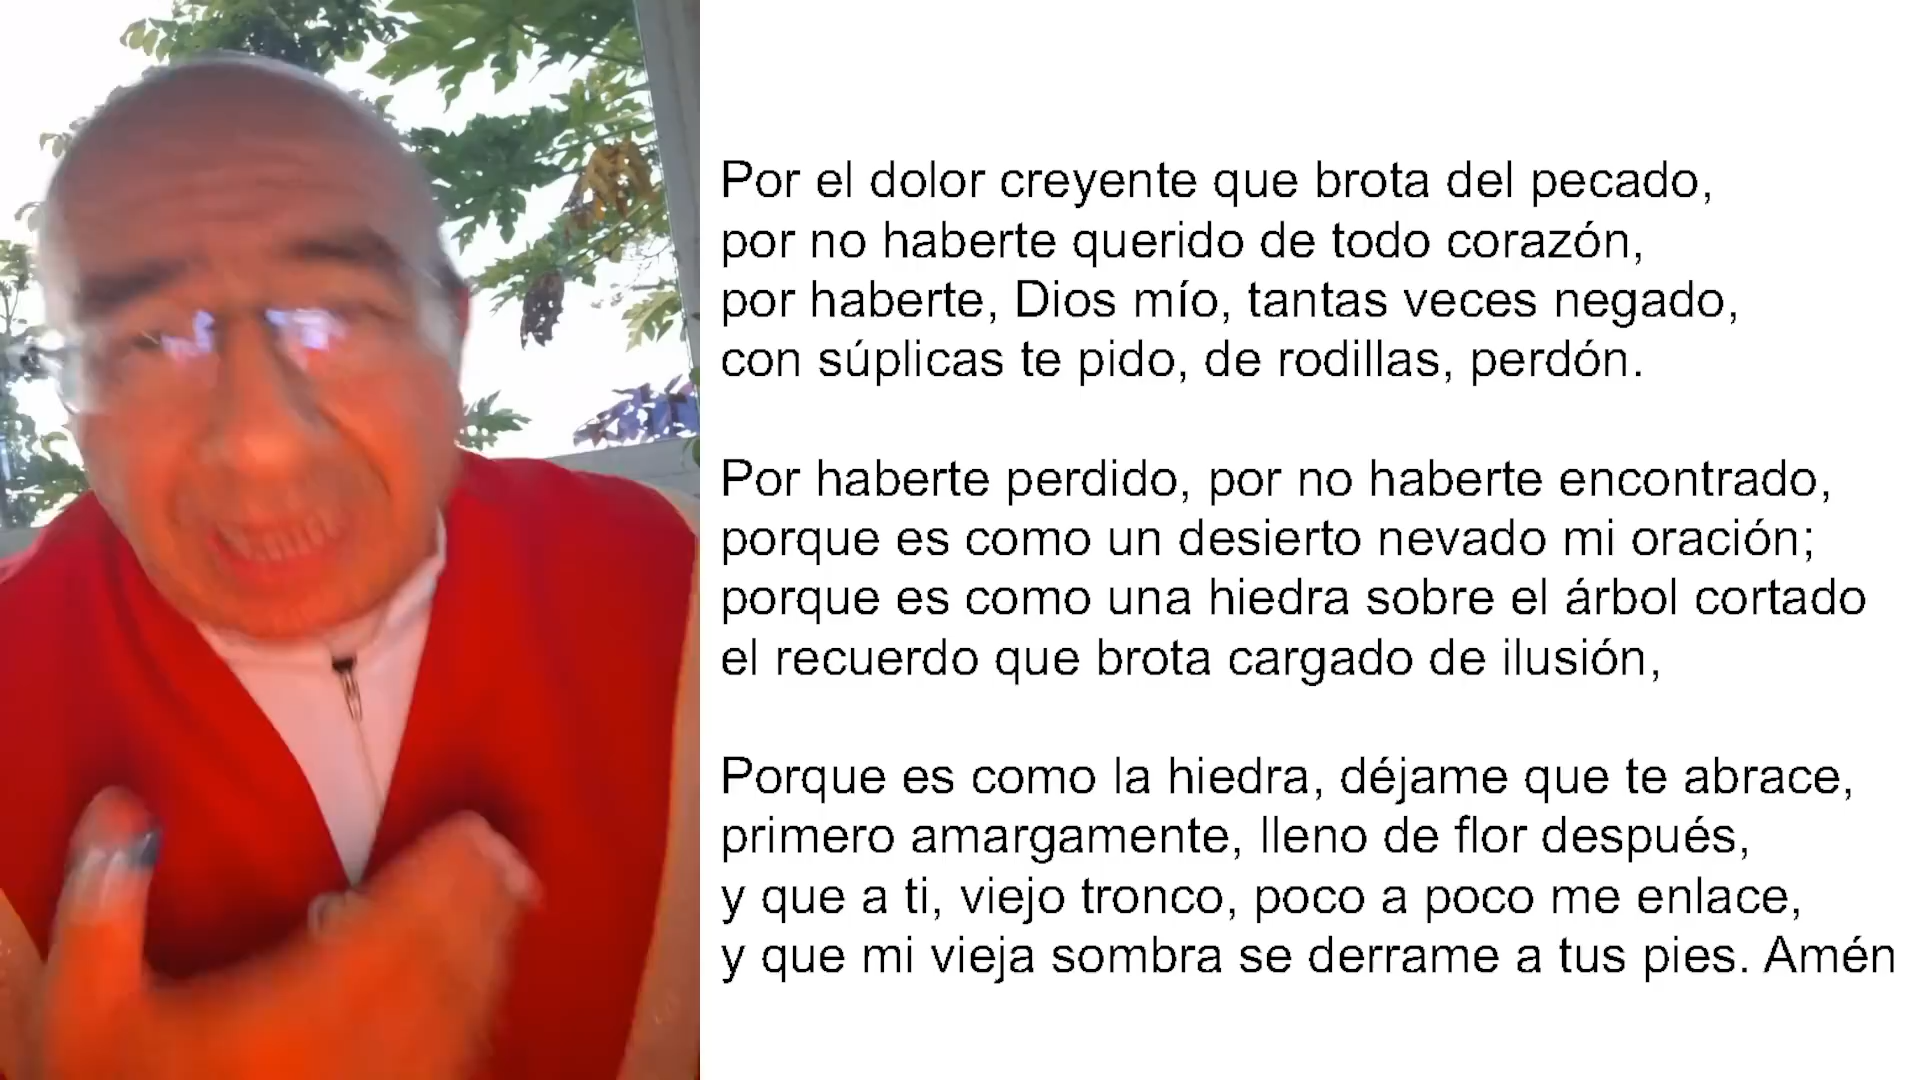 Por el dolor creyente que brota del pecado,
por no haberte querido de todo corazón,
por haberte, Dios mío, tantas veces negado,
con súplicas te pido, de rodillas, perdón.
Por haberte perdido, por no haberte encontrado,
porque es como un desierto nevado mi oración;
porque es como una hiedra sobre el árbol cortado
el recuerdo que brota cargado de ilusión,
Porque es como la hiedra, déjame que te abrace,
primero amargamente, lleno de flor después,
y que a ti, viejo tronco, poco a poco me enlace,
y que mi vieja sombra se derrame a tus pies. Amén